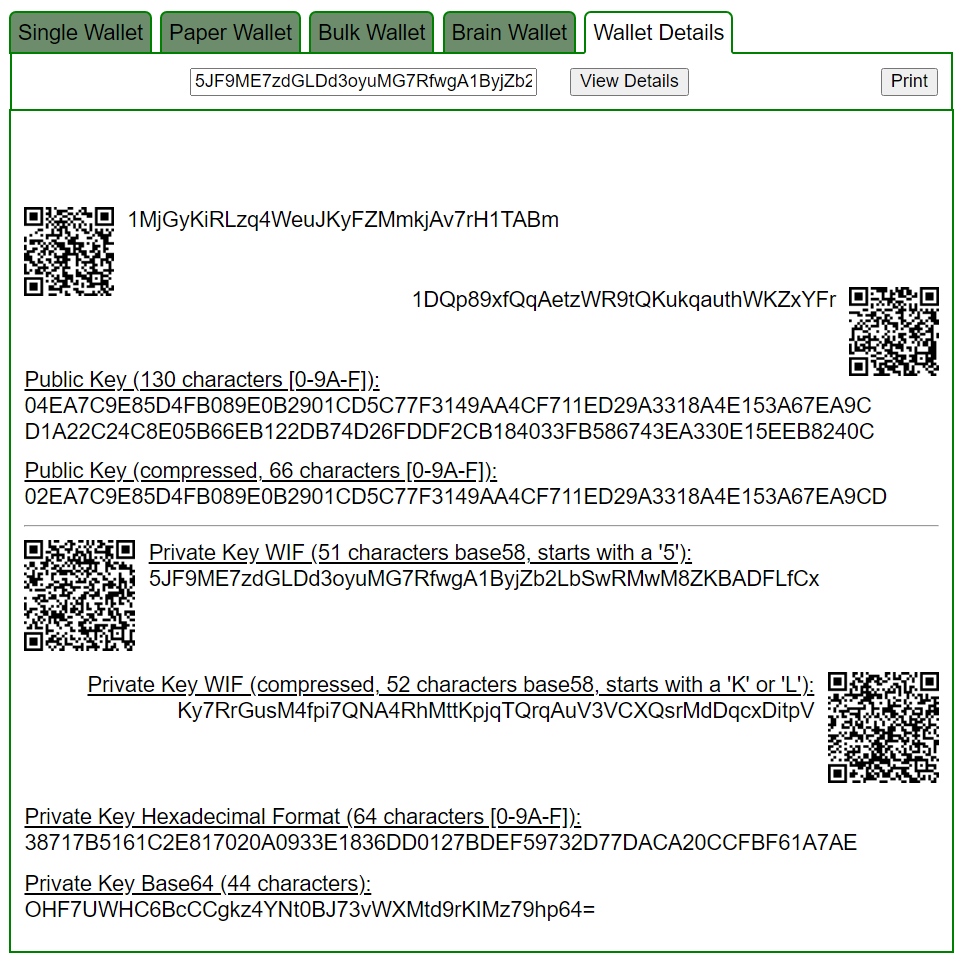 Single Wallet
Paper Wallet
Bulk Wallet
Brain Wallet
Wallet Details
5JF9ME7zdGLDd3oyuMG7RfwgA1ByjZb2
View Details
Print
1MjGyKiRLzq4WeuJKyFZMmkjAv7rH1TABm
1DQp89xfQqAetzWR9tQKukqauthWKZxYFr
Public Key (130 characters [0-9A-F]):
04EA7C9E85D4FB089E0B2901CD5C77F3149AA4CF711ED29A3318A4E153A67EA9C
D1A22C24C8E05B66EB122DB74D26FDDF2CB184033FB586743EA330E15EEB8240C
Public Key (compressed, 66 characters [0-9A-F]):
02EA7C9E85D4FB089E0B2901CD5C77F3149AA4CF711ED29A3318A4E153A67EA9CD
Private Key WIF (51 characters base58, starts with a '5'):
5JF9ME7zdGLDd3oyuMG7RfwgA1ByjZb2LbSwRMwM8ZKBADFLfCx
Private Key WIF (compressed, 52 characters base58, starts with a 'K' or 'L'):
Ky7RrGusM4fpi7QNA4RhMttKpjqTQrqAuV3VCXQsrMdDqcxDitpV
Private Key Hexadecimal Format (64 characters [0-9A-F]):
38717B5161C2E817020A0933E1836DD0127BDEF59732D77DACA20CCFBF61A7AE
Private Key Base64 (44 characters):
OHF7UWHC6BcCCgkz4YNt0BJ73vWXMtd9rKIMz79hp64=